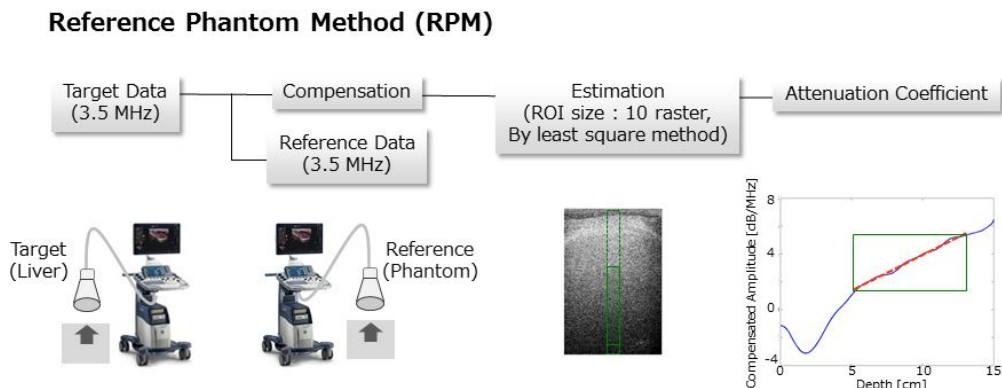 Reference Phantom Method (RPM)
Target Data
(3.5 MHz)
Compensation
Reference Data
(3.5 MHz)
Estimation
(ROI size : 10 raster,
By least square method)
Attenuation Coefficient
Target
(Liver)
Reference
(Phantom)
Compensated Amplitude [dB/MHz]
8
4
0
-4
5
10
15
Depth [cm]